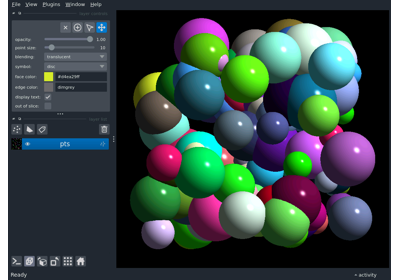 File View Plugins Window Help
opacity: 1.00
point size: 10
blending: translucent
symbol: disc
face color: #d4ea29ff
edge color: dimgrey
display text:
out of slice:
pts
Ready
activity